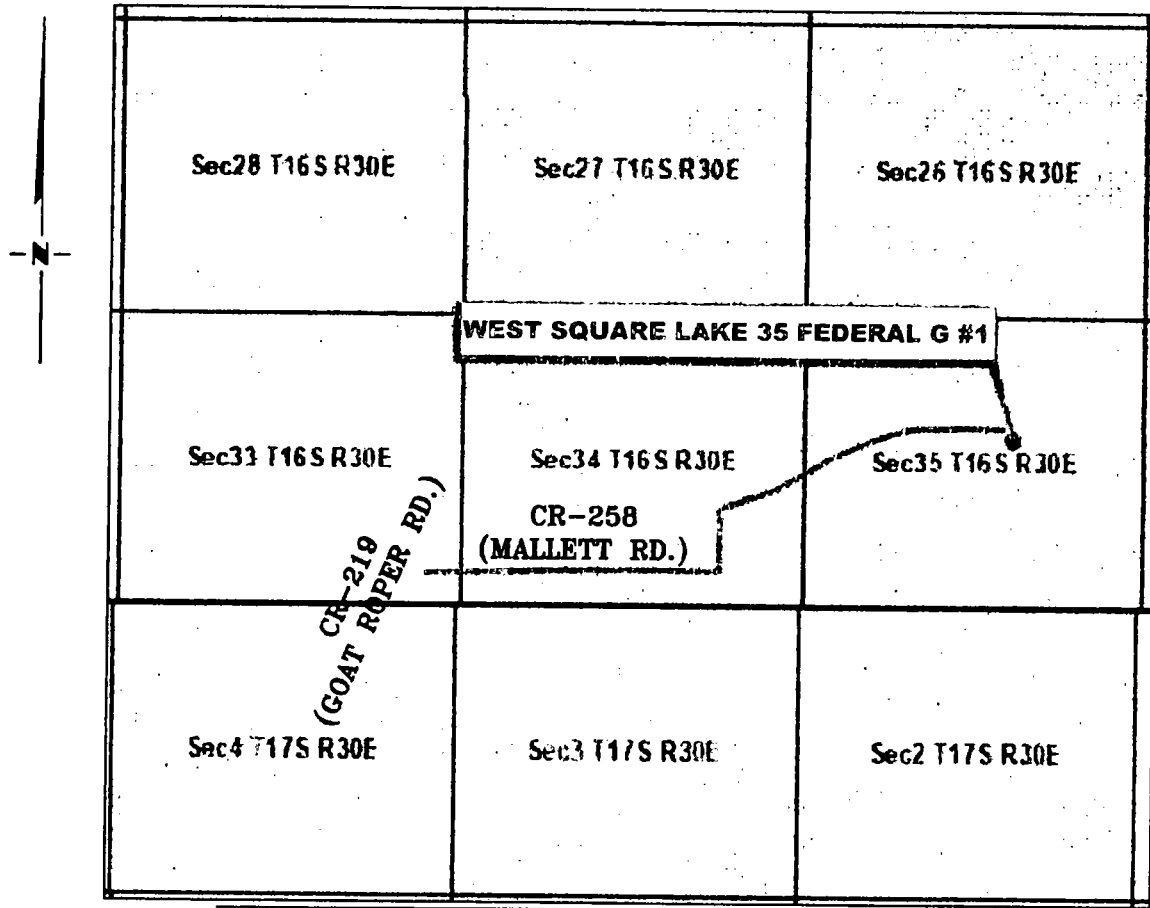 Sec28 T16S R30E
Sec27 T16S R30E
Sec26 T16S R30E
N
WEST SQUARE LAKE 35 FEDERAL G #1
Sec33 T16S R30E
Sec34 T16S R30E
Sec35 T16S R30E
CR-258
(MALLETT RD.)
CR-219
(GOAT ROPER RD.)
Sec4 T17S R30E
Sec3 T17S R30E
Sec2 T17S R30E